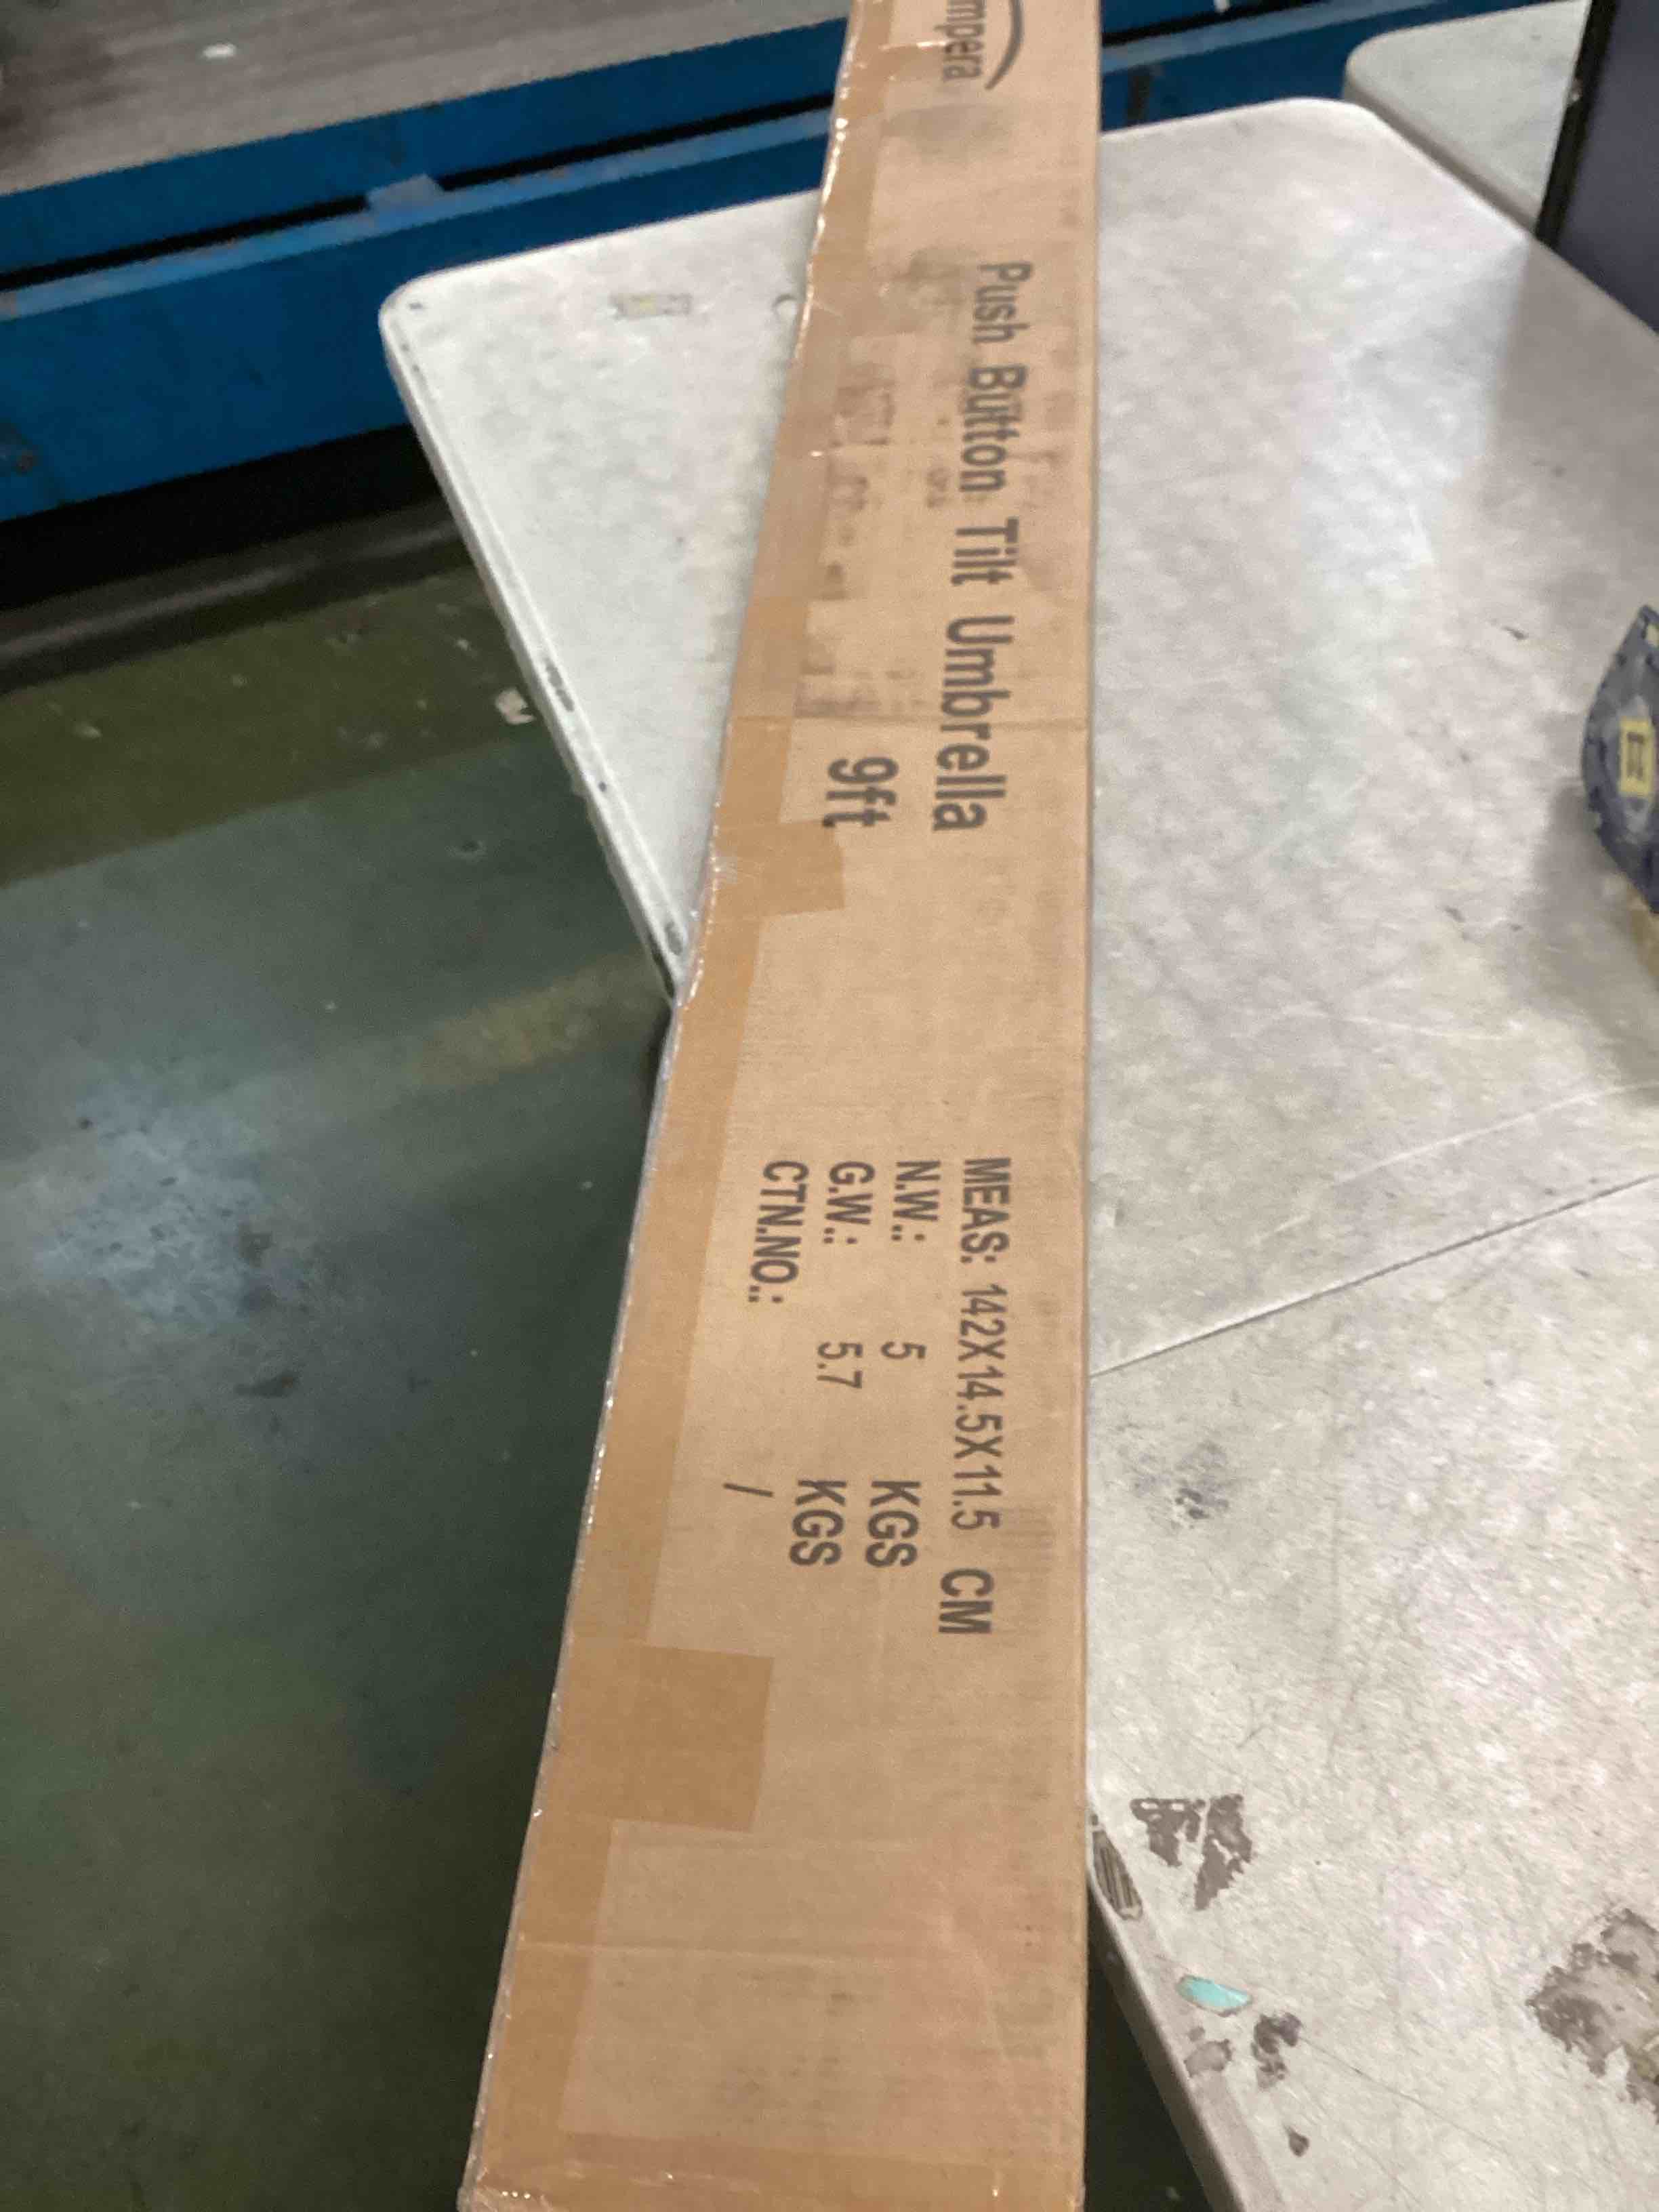 mpera
Push Button Tilt Umbrella
9ft
MEAS: 142X14.5X11.5 CM
N.W.: 5 KGS
G.W.: 5.7 KGS
CTN.NO.: /